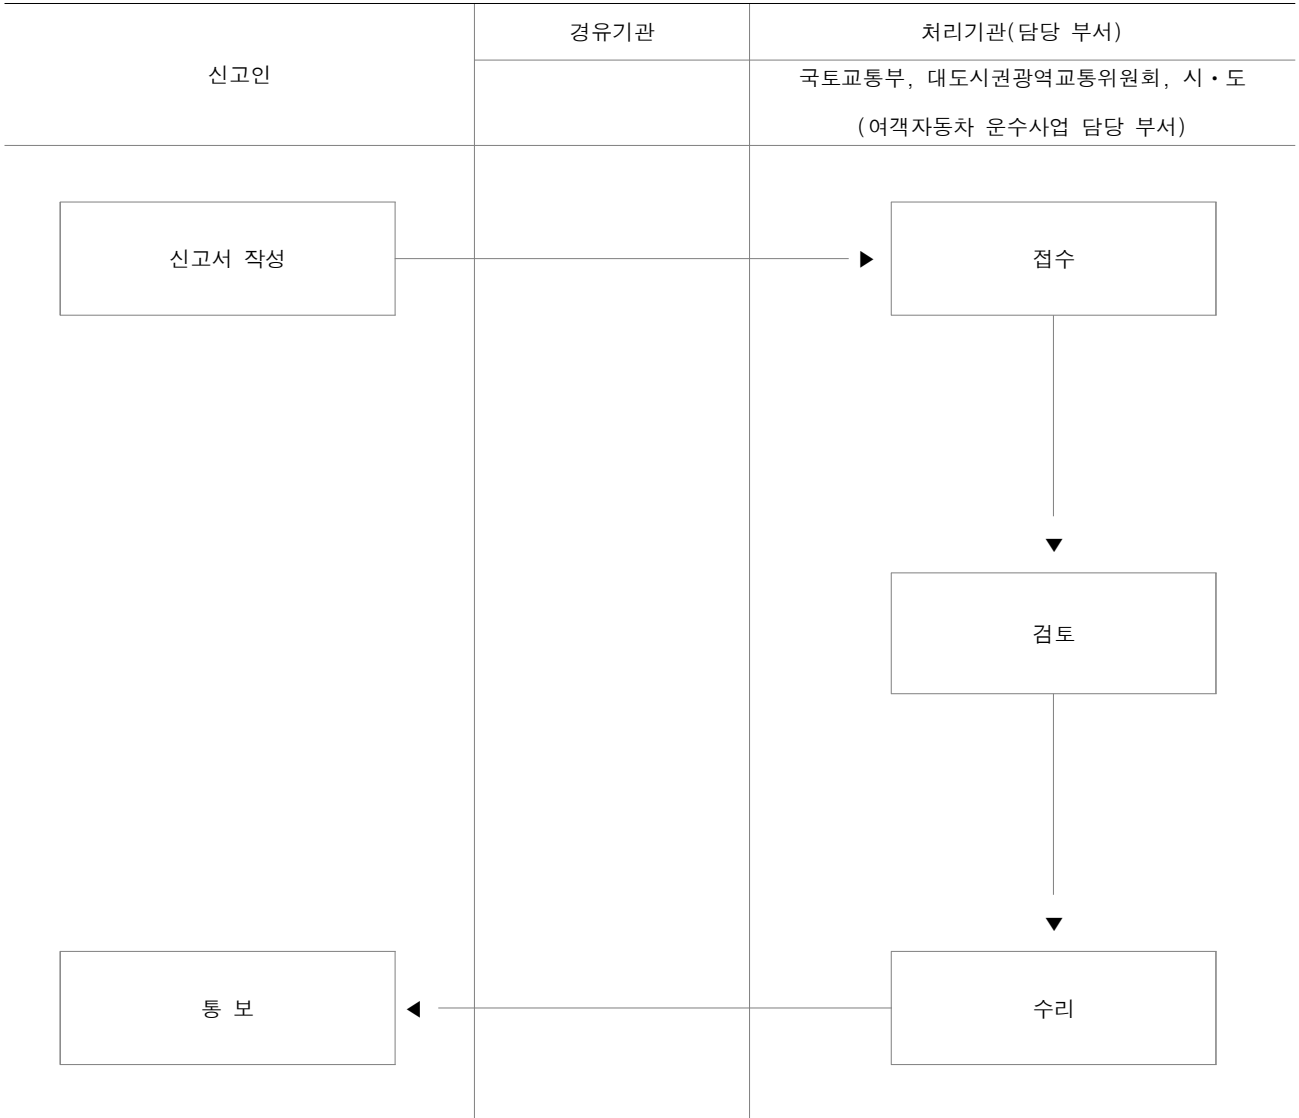 신고인
경유기관
처리기관(담당 부서)
국토교통부, 대도시권광역교통위원회, 시・도
(여객자동차 운수사업 담당 부서)
신고서 작성
▶
접수
▼
검토
▼
통 보
◀
수리